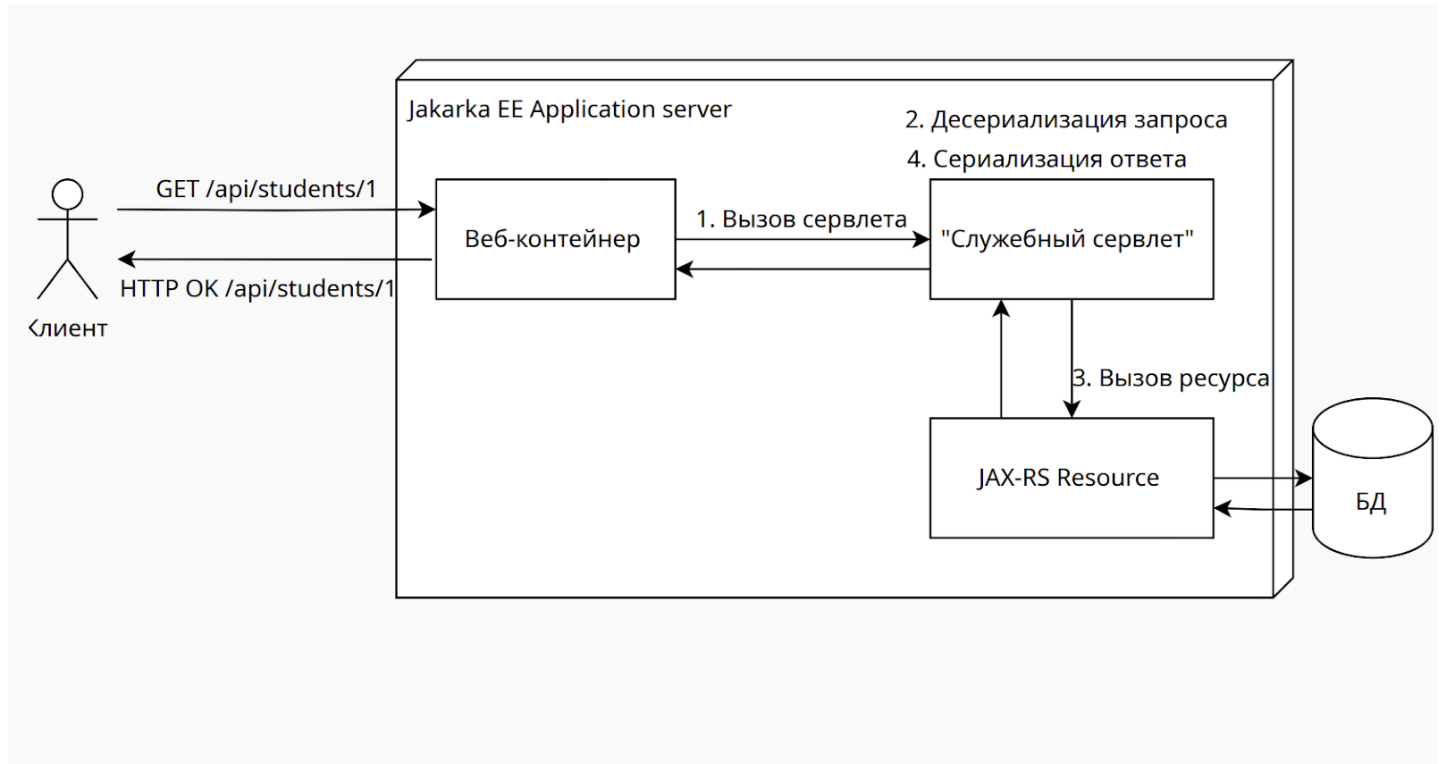 Jakarka EE Application server
2. Десериализация запроса
4. Сериализация ответа
GET /api/students/1
Веб-контейнер
1. Вызов сервлета
"Служебный сервлет"
HTTP OK /api/students/1
Клиент
3. Вызов ресурса
JAX-RS Resource
БД